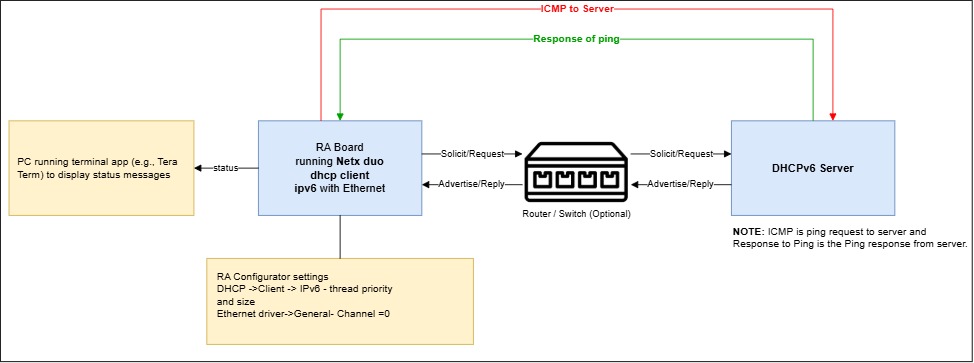 ICMP to Server
Response of ping
PC running terminal app (e.g., Tera
Term) to display status messages
status
RA Board
running Netx duo
dhcp client
ipv6 with Ethernet
Solicit/Request
Advertise/Reply
Router / Switch (Optional)
Solicit/Request
Advertise/Reply
DHCPv6 Server
NOTE: ICMP is ping request to server and
Response to Ping is the Ping response from server.
RA Configurator settings
DHCP ->Client -> IPv6 - thread priority
and size
Ethernet driver->General- Channel =0